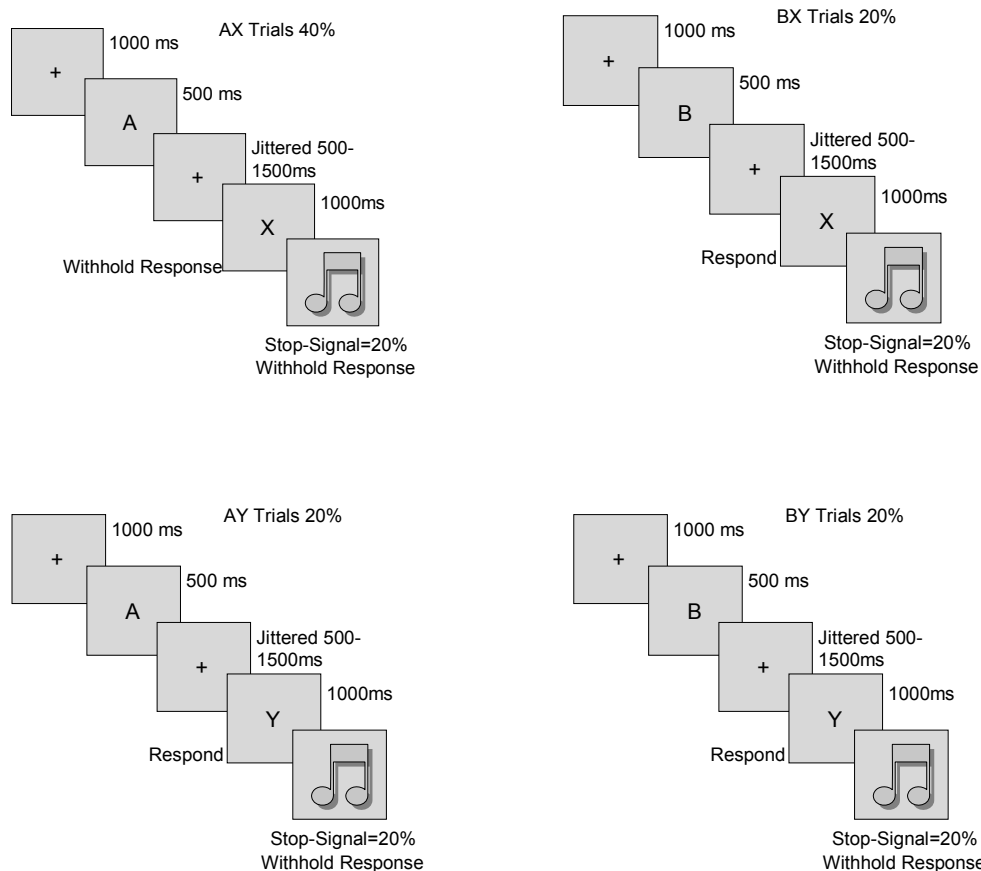 AX Trials 40%
1000 ms
+
500 ms
A
Jittered 500-
1500ms
+
1000ms
X
Withhold Response
Stop-Signal=20%
Withhold Response
BX Trials 20%
1000 ms
+
500 ms
B
Jittered 500-
1500ms
+
1000ms
X
Respond
Stop-Signal=20%
Withhold Response
AY Trials 20%
1000 ms
+
500 ms
A
Jittered 500-
1500ms
+
1000ms
Y
Respond
Stop-Signal=20%
Withhold Response
BY Trials 20%
1000 ms
+
500 ms
B
Jittered 500-
1500ms
+
1000ms
Y
Respond
Stop-Signal=20%
Withhold Response